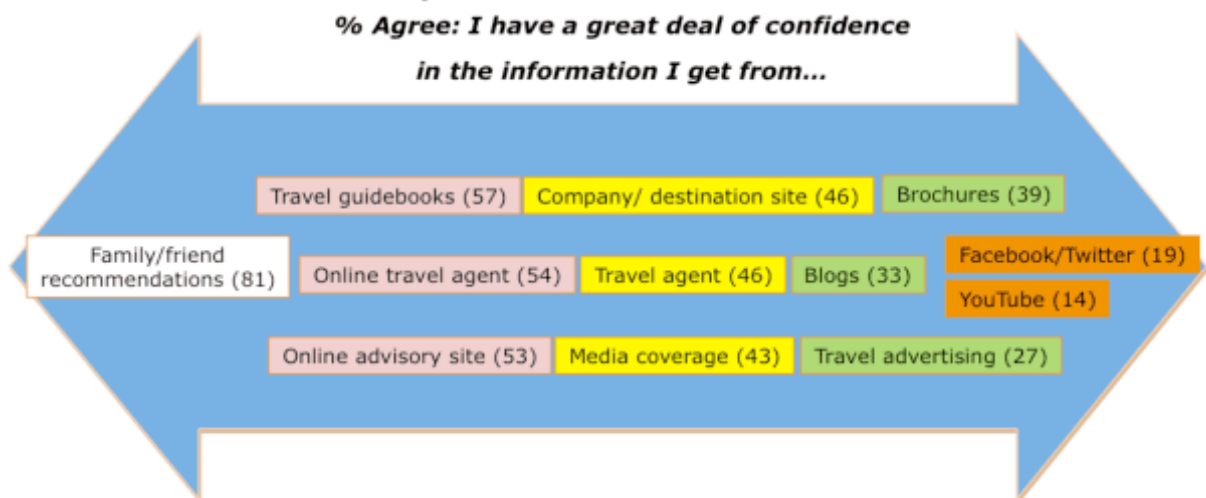 % Agree: I have a great deal of confidence
in the information I get from...
Travel guidebooks (57)
Company/ destination site (46)
Brochures (39)
Family/friend
recommendations (81)
Online travel agent (54)
Travel agent (46)
Blogs (33)
Facebook/Twitter (19)
YouTube (14)
Online advisory site (53)
Media coverage (43)
Travel advertising (27)